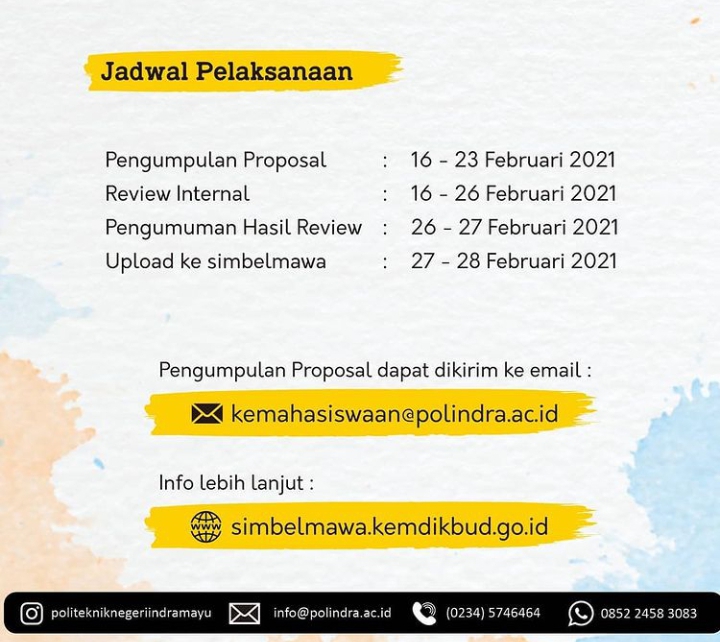 Jadwal Pelaksanaan
Pengumpulan Proposal : 16 - 23 Februari 2021
Review Internal : 16 - 26 Februari 2021
Pengumuman Hasil Review : 26 - 27 Februari 2021
Upload ke simbelmawa : 27 - 28 Februari 2021
Pengumpulan Proposal dapat dikirim ke email :
kemahasiswaan@polindra.ac.id
Info lebih lanjut :
www simbelmawa.kemdikbud.go.id
politekniknegeriindramayu info@polindra.ac.id (0234) 5746464 0852 2458 3083